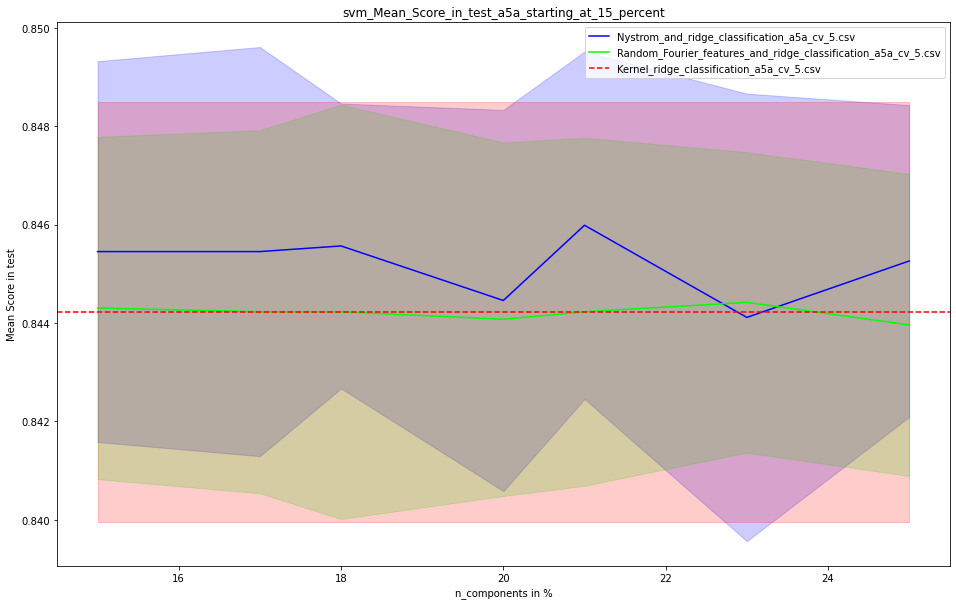 svm_Mean_Score_in_test_a5a_starting_at_15_percent
Nystrom_and_ridge_classification_a5a_cv_5.csv
Random_Fourier_features_and_ridge_classification_a5a_cv_5.csv
Kernel_ridge_classification_a5a_cv_5.csv
0.850
0.848
0.846
0.844
0.842
0.840
Mean Score in test
16
18
20
22
24
n_components in %